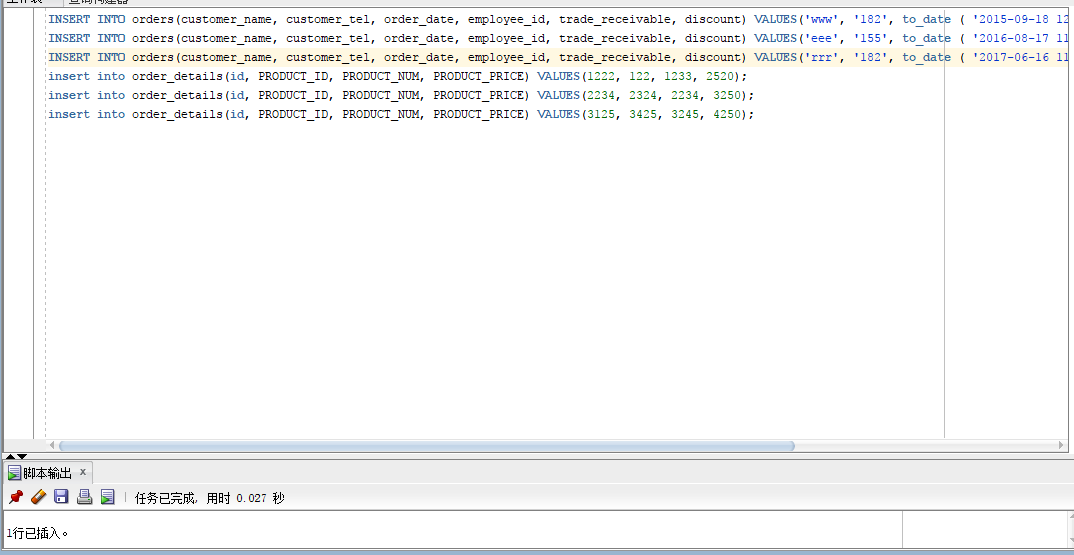 查询构建器
INSERT INTO orders(customer_name, customer_tel, order_date, employee_id, trade_receivable, discount) VALUES('www', '182', to_date ( '2015-09-18 12
INSERT INTO orders(customer_name, customer_tel, order_date, employee_id, trade_receivable, discount) VALUES('eee', '155', to_date ( '2016-08-17 11
INSERT INTO orders(customer_name, customer_tel, order_date, employee_id, trade_receivable, discount) VALUES('rrr', '182', to_date ( '2017-06-16 11
insert into order_details(id, PRODUCT_ID, PRODUCT_NUM, PRODUCT_PRICE) VALUES(1222, 122, 1233, 2520);
insert into order_details(id, PRODUCT_ID, PRODUCT_NUM, PRODUCT_PRICE) VALUES(2234, 2324, 2234, 3250);
insert into order_details(id, PRODUCT_ID, PRODUCT_NUM, PRODUCT_PRICE) VALUES(3125, 3425, 3245, 4250);
脚本输出 x
任务已完成, 用时 0.027 秒
1行已插入。